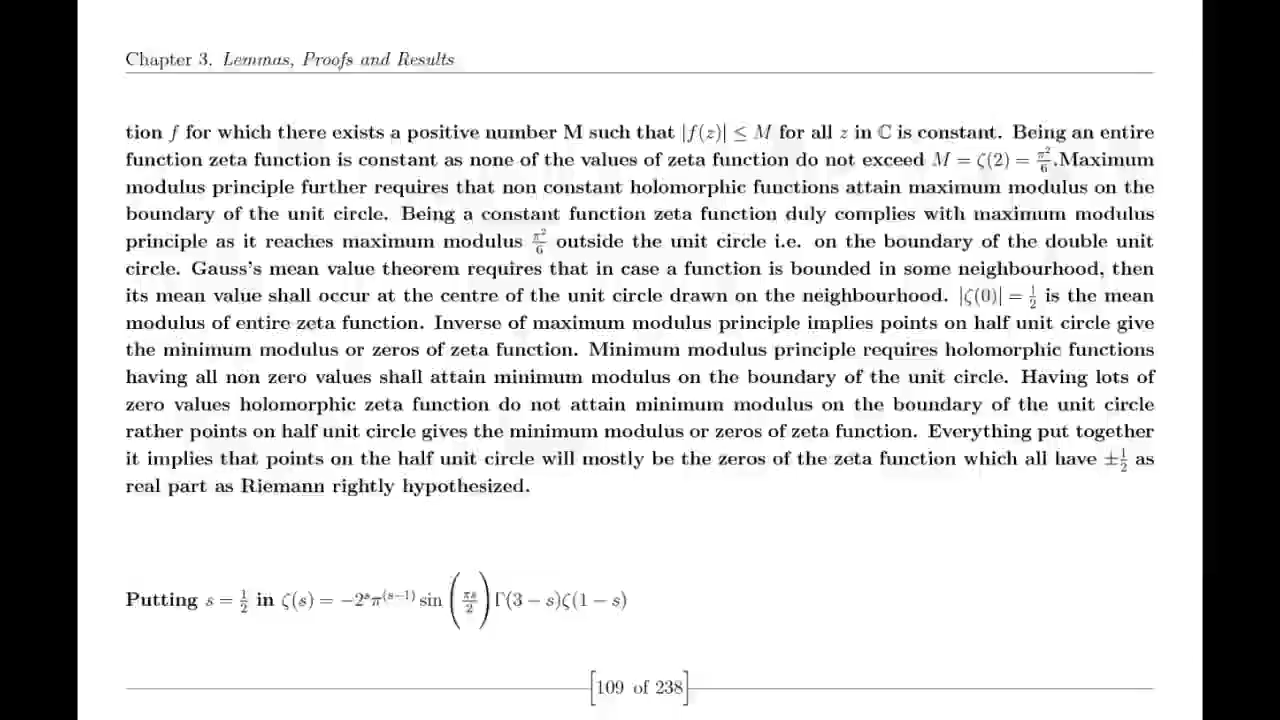 Chapter 3. Lemmas, Proofs and Results
tion f for which there exists a positive number M such that |f(z)| ≤ M for all z in ℂ is constant. Being an entire
function zeta function is constant as none of the values of zeta function do not exceed M = ζ(2) = π²/6.Maximum
modulus principle further requires that non constant holomorphic functions attain maximum modulus on the
boundary of the unit circle. Being a constant function zeta function duly complies with maximum modulus
principle as it reaches maximum modulus π²/6 outside the unit circle i.e. on the boundary of the double unit
circle. Gauss's mean value theorem requires that in case a function is bounded in some neighbourhood, then
its mean value shall occur at the centre of the unit circle drawn on the neighbourhood. |ζ(0)| = 1/2 is the mean
modulus of entire zeta function. Inverse of maximum modulus principle implies points on half unit circle give
the minimum modulus or zeros of zeta function. Minimum modulus principle requires holomorphic functions
having all non zero values shall attain minimum modulus on the boundary of the unit circle. Having lots of
zero values holomorphic zeta function do not attain minimum modulus on the boundary of the unit circle
rather points on half unit circle gives the minimum modulus or zeros of zeta function. Everything put together
it implies that points on the half unit circle will mostly be the zeros of the zeta function which all have ±1/2 as
real part as Riemann rightly hypothesized.
Putting s = 1/2 in ζ(s) = −2^s π^(s−1) sin(πs/2) Γ(3 − s)ζ(1 − s)
[109 of 238]